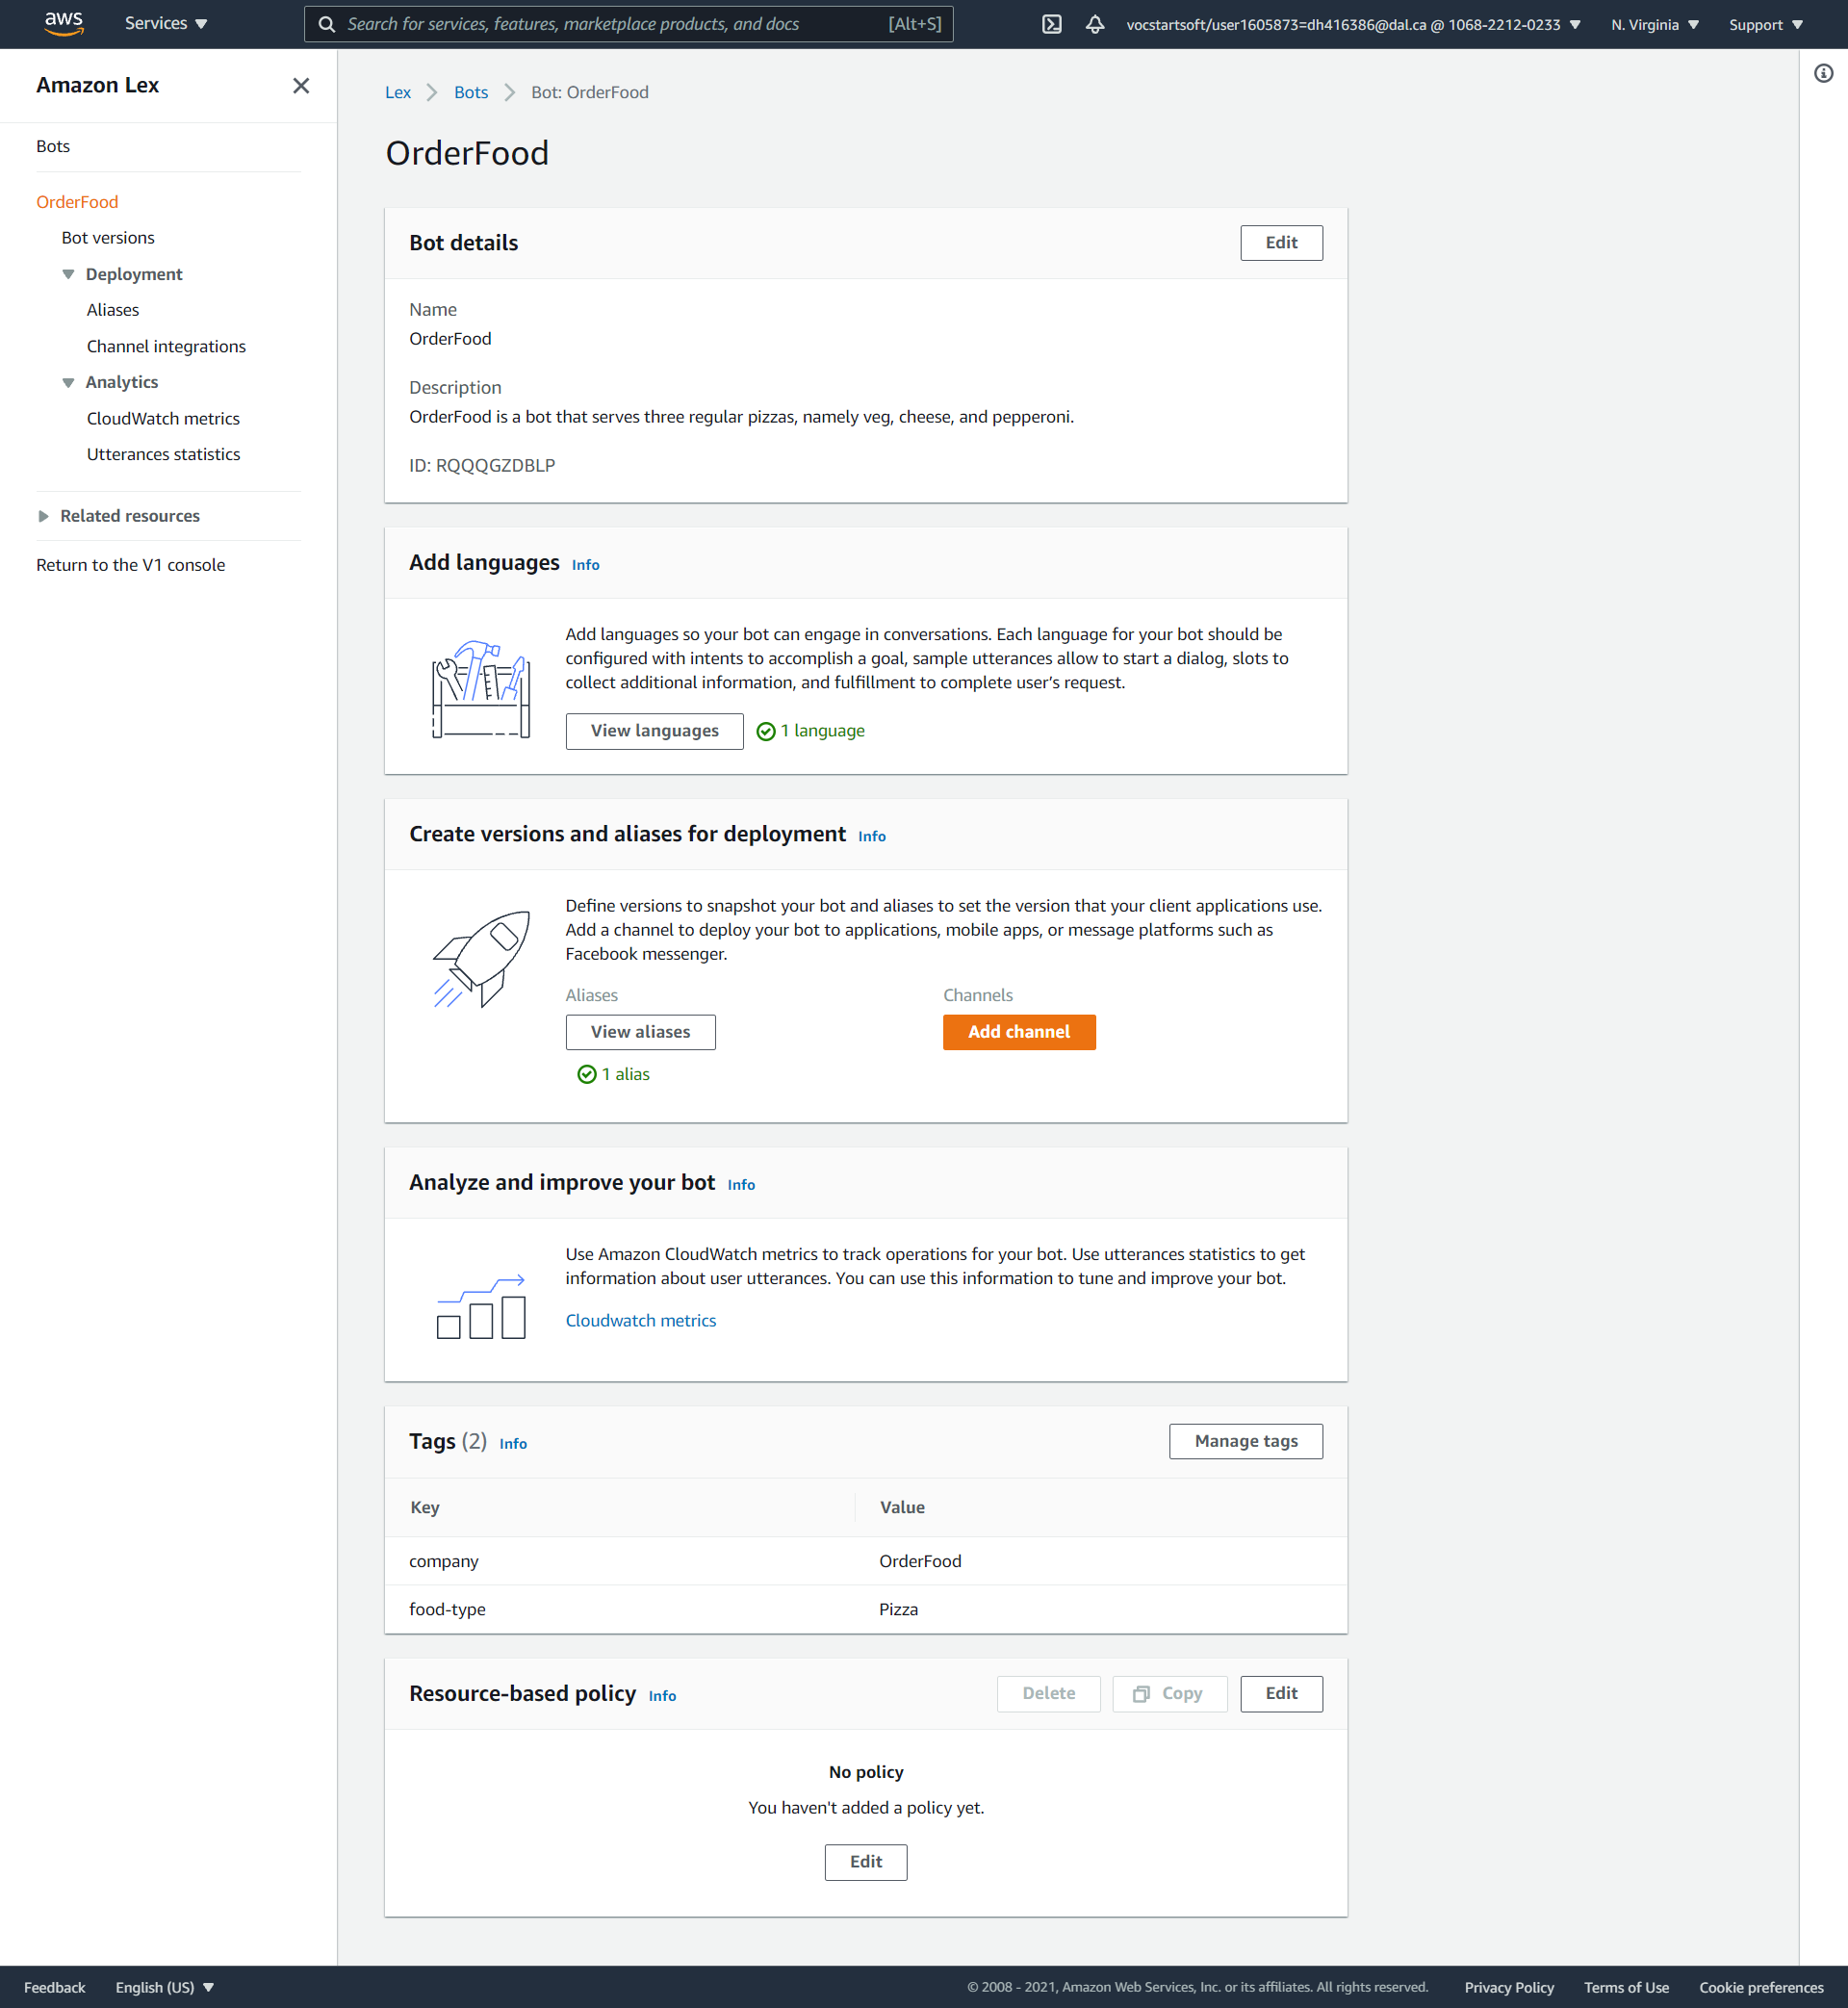 aws
Services
Search for services, features, marketplace products, and docs [Alt+S]
vocstartsoft/user1605873=dh416386@dal.ca @ 1068-2212-0233
N. Virginia
Support
Amazon Lex
Bots
OrderFood
Bot versions
Deployment
Aliases
Channel integrations
Analytics
CloudWatch metrics
Utterances statistics
Related resources
Return to the V1 console
Lex
Bots
Bot: OrderFood
OrderFood
Bot details
Edit
Name
OrderFood
Description
OrderFood is a bot that serves three regular pizzas, namely veg, cheese, and pepperoni.
ID: RQQQGZDBLP
Add languages Info
Add languages so your bot can engage in conversations. Each language for your bot should be
configured with intents to accomplish a goal, sample utterances allow to start a dialog, slots to
collect additional information, and fulfillment to complete user’s request.
View languages
1 language
Create versions and aliases for deployment Info
Define versions to snapshot your bot and aliases to set the version that your client applications use.
Add a channel to deploy your bot to applications, mobile apps, or message platforms such as
Facebook messenger.
Aliases
View aliases
1 alias
Channels
Add channel
Analyze and improve your bot Info
Use Amazon CloudWatch metrics to track operations for your bot. Use utterances statistics to get
information about user utterances. You can use this information to tune and improve your bot.
Cloudwatch metrics
Tags (2) Info
Manage tags
Key Value
company OrderFood
food-type Pizza
Resource-based policy Info
Delete
Copy
Edit
No policy
You haven't added a policy yet.
Edit
Feedback
English (US)
© 2008 - 2021, Amazon Web Services, Inc. or its affiliates. All rights reserved.
Privacy Policy
Terms of Use
Cookie preferences